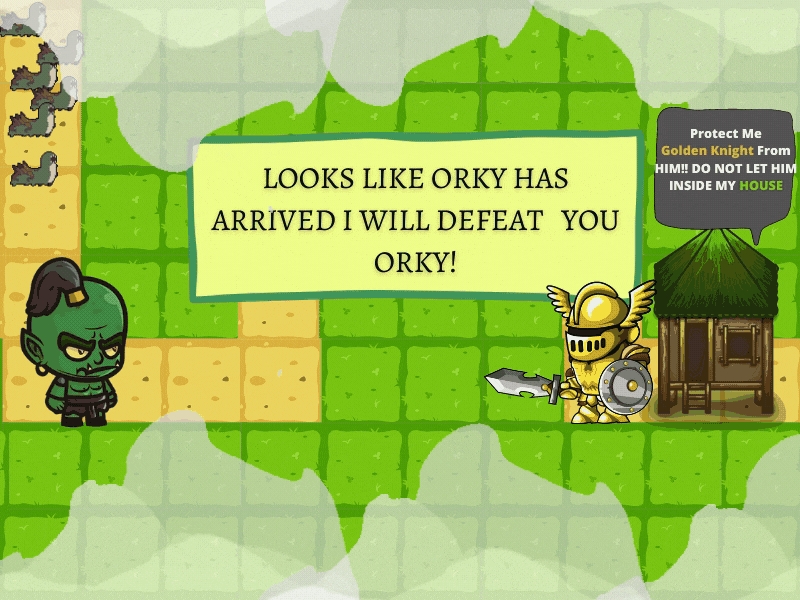 LOOKS LIKE ORKY HAS
ARRIVED I WILL DEFEAT YOU
ORKY!
Protect Me
Golden Knight From
HIM!! DO NOT LET HIM
INSIDE MY HOUSE